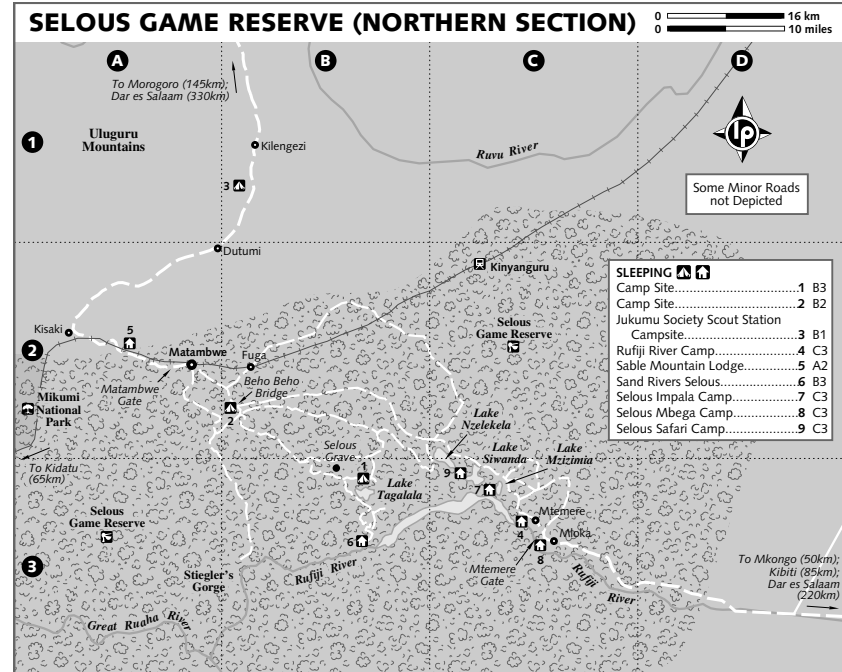 SELOUS GAME RESERVE (NORTHERN SECTION)
0 16 km
0 10 miles
A
B
C
D
To Morogoro (145km);
Dar es Salaam (330km)
1
Uluguru
Mountains
Kilengezi
Ruvu River
lp
3
Some Minor Roads
not Depicted
Dutumi
Kinyanguru
SLEEPING
Camp Site 1 B3
Camp Site 2 B2
Jukumu Society Scout Station
Campsite 3 B1
Rufiji River Camp 4 C3
Sable Mountain Lodge 5 A2
Sand Rivers Selous 6 B3
Selous Impala Camp 7 C3
Selous Mbega Camp 8 C3
Selous Safari Camp 9 C3
Kisaki
5
2
Matambwe
Fuga
Selous
Game Reserve
Matambwe
Gate
Beho Beho
Bridge
Mikumi
National
Park
2
Lake
Nzelekela
Lake
Siwanda
Lake
Mzizimia
To Kidatu
(65km)
Selous
Grave
1
9
Lake
Tagalala
7
Selous
Game Reserve
Mtemere
4
Mloka
6
8
3
Stiegler's
Gorge
Rufiji River
Mtemere
Gate
Rufiji
River
To Mkongo (50km);
Kibiti (85km);
Dar es Salaam
(220km)
Great Ruaha River